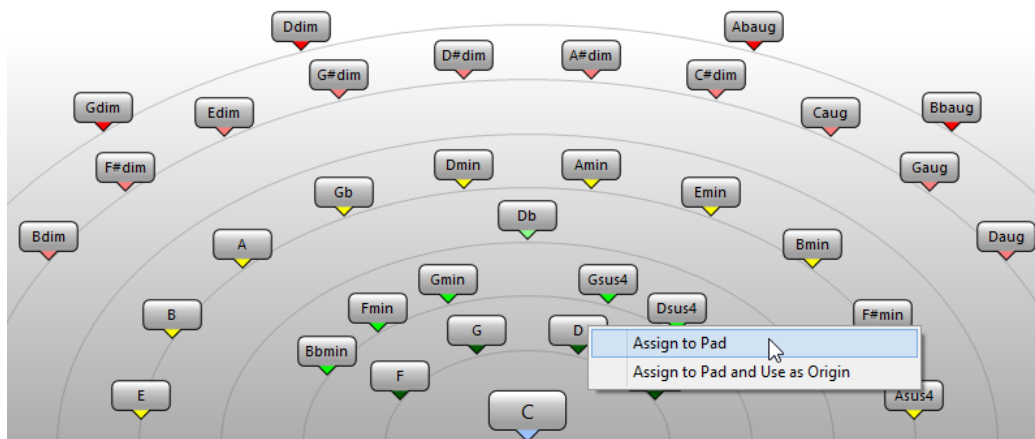 Ddim
Abaug
D#dim
A#dim
G#dim
C#dim
Gdim
Edim
Caug
Bbaug
F#dim
Dmin
Amin
Gaug
Gb
Emin
Db
Bdim
A
Bmin
Daug
Gmin
Gsus4
Fmin
Dsus4
B
F#min
G
D
Assign to Pad
Bbmin
Assign to Pad and Use as Origin
F
E
Asus4
C